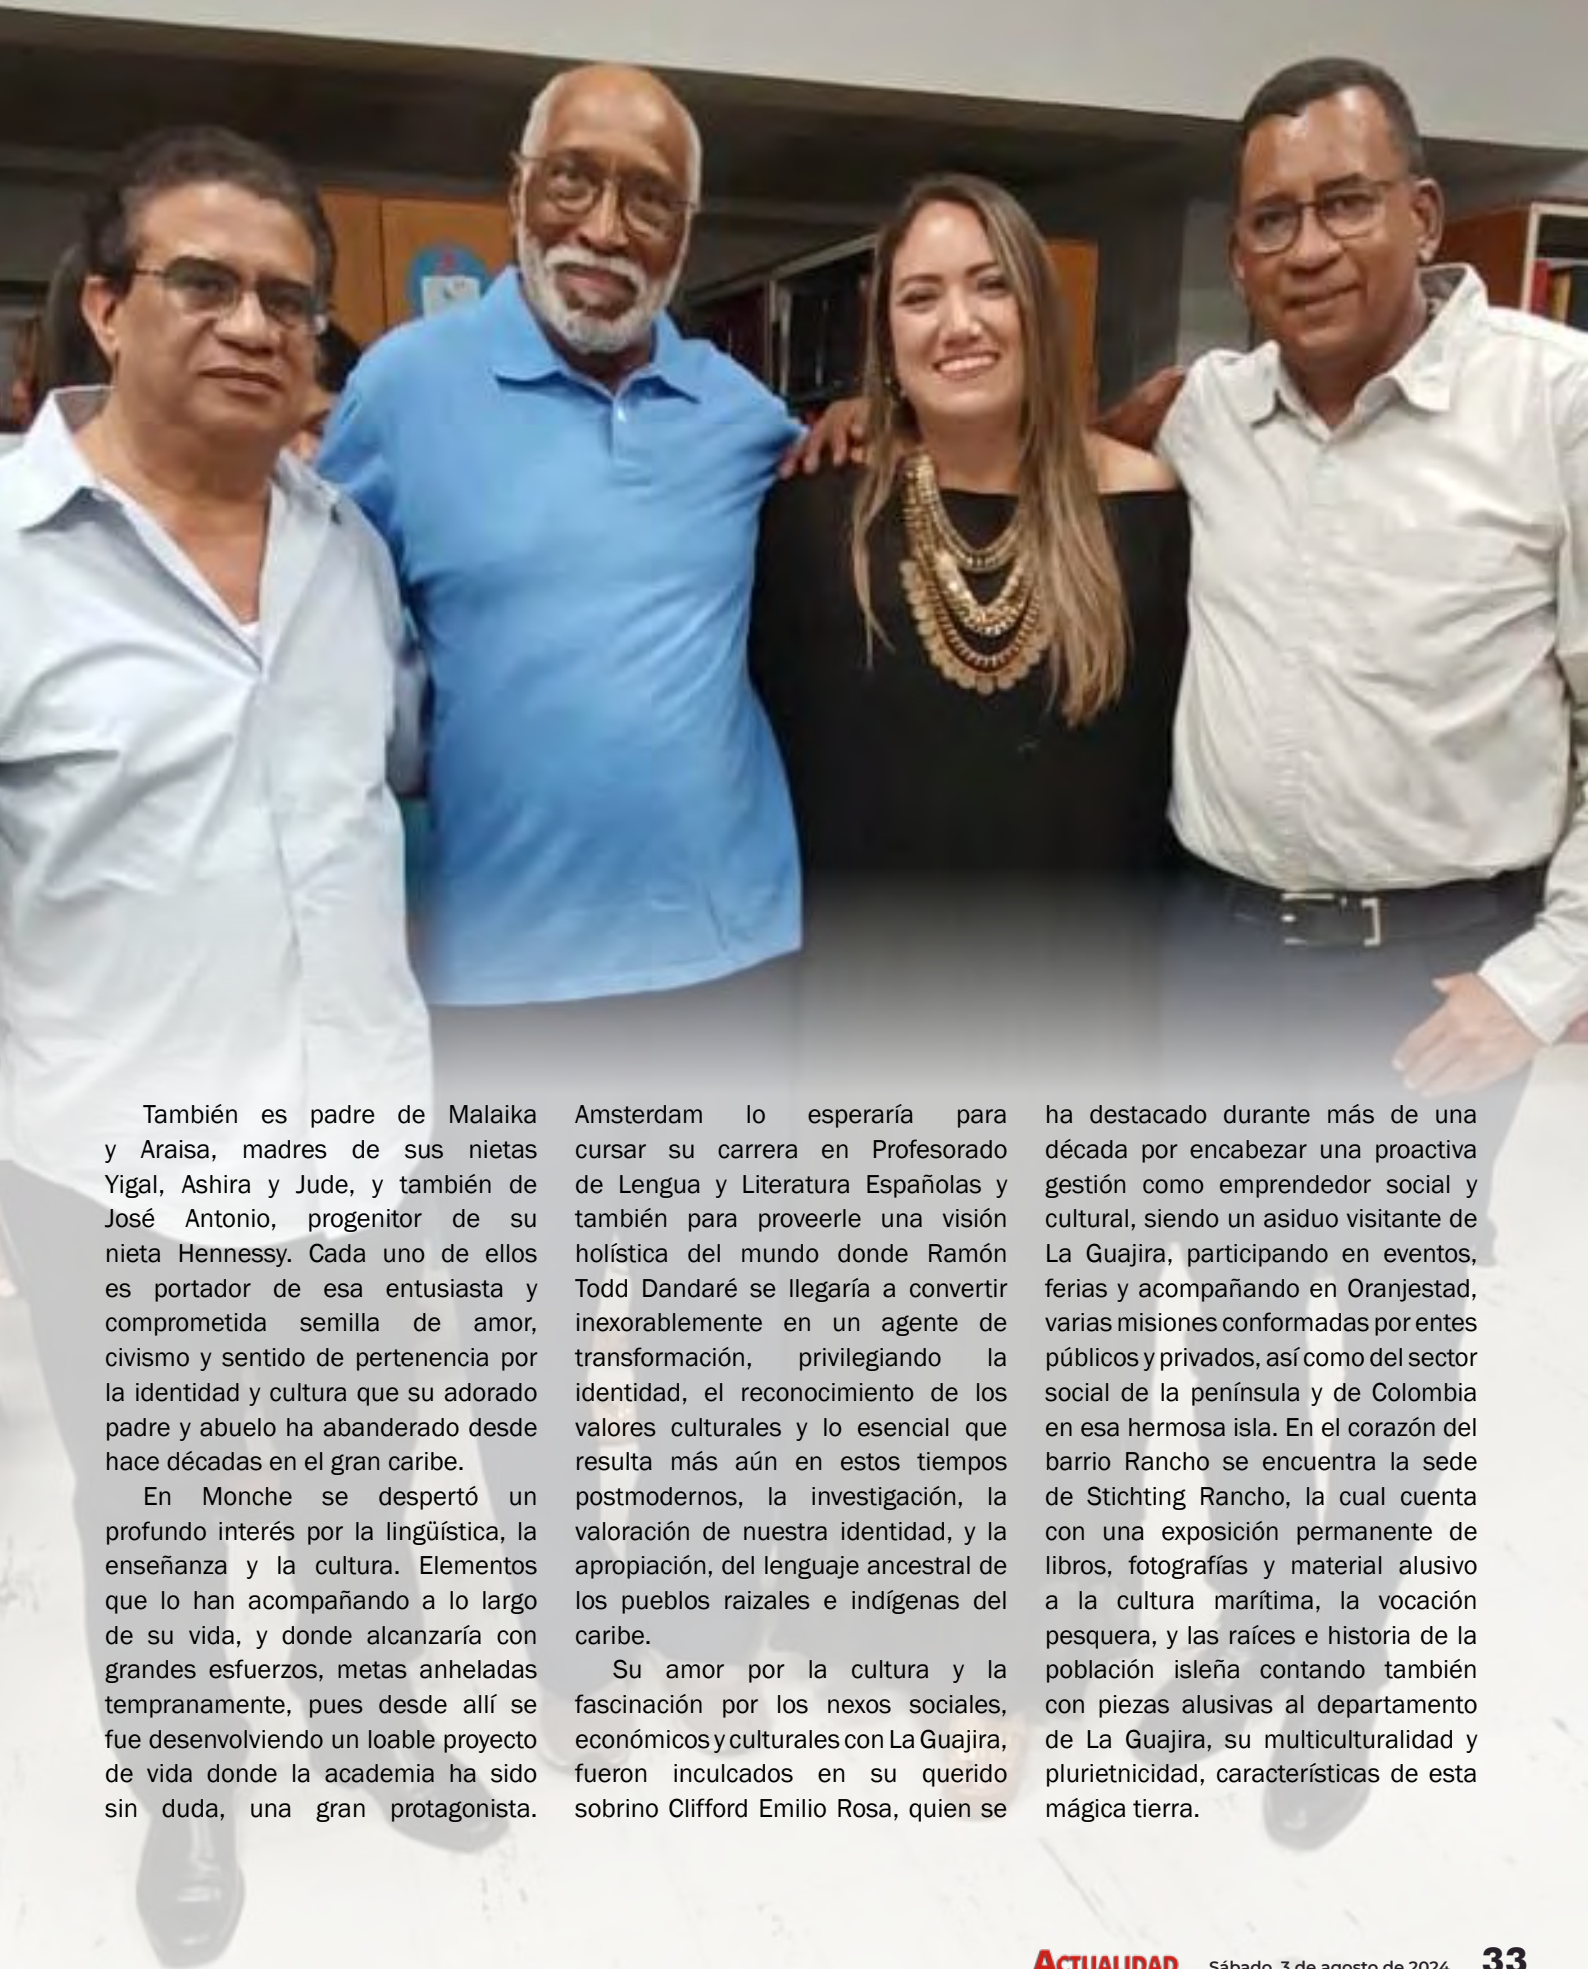 También es padre de Malaika
y Araisa, madres de sus nietas
Yigal, Ashira y Jude, y también de
José Antonio, progenitor de su
nieta Hennessy. Cada uno de ellos
es portador de esa entusiasta y
comprometida semilla de amor,
civismo y sentido de pertenencia por
la identidad y cultura que su adorado
padre y abuelo ha abanderado desde
hace décadas en el gran caribe.
En Monche se despertó un
profundo interés por la lingüística, la
enseñanza y la cultura. Elementos
que lo han acompañando a lo largo
de su vida, y donde alcanzaría con
grandes esfuerzos, metas anheladas
tempranamente, pues desde allí se
fue desenvolviendo un loable proyecto
de vida donde la academia ha sido
sin duda, una gran protagonista.
Amsterdam lo esperaría para
cursar su carrera en Profesorado
de Lengua y Literatura Españolas y
también para proveerle una visión
holística del mundo donde Ramón
Todd Dandaré se llegaría a convertir
inexorablemente en un agente de
transformación, privilegiando la
identidad, el reconocimiento de los
valores culturales y lo esencial que
resulta más aún en estos tiempos
postmodernos, la investigación, la
valoración de nuestra identidad, y la
apropiación, del lenguaje ancestral de
los pueblos raizales e indígenas del
caribe.
Su amor por la cultura y la
fascinación por los nexos sociales,
económicos y culturales con La Guajira,
fueron inculcados en su querido
sobrino Clifford Emilio Rosa, quien se
ha destacado durante más de una
década por encabezar una proactiva
gestión como emprendedor social y
cultural, siendo un asiduo visitante de
La Guajira, participando en eventos,
ferias y acompañando en Oranjestad,
varias misiones conformadas por entes
públicos y privados, así como del sector
social de la península y de Colombia
en esa hermosa isla. En el corazón del
barrio Rancho se encuentra la sede
de Stichting Rancho, la cual cuenta
con una exposición permanente de
libros, fotografías y material alusivo
a la cultura marítima, la vocación
pesquera, y las raíces e historia de la
población isleña contando también
con piezas alusivas al departamento
de La Guajira, su multiculturalidad y
plurietnicidad, características de esta
mágica tierra.
ACTUALIDAD Sábado, 3 de agosto de 2024 33